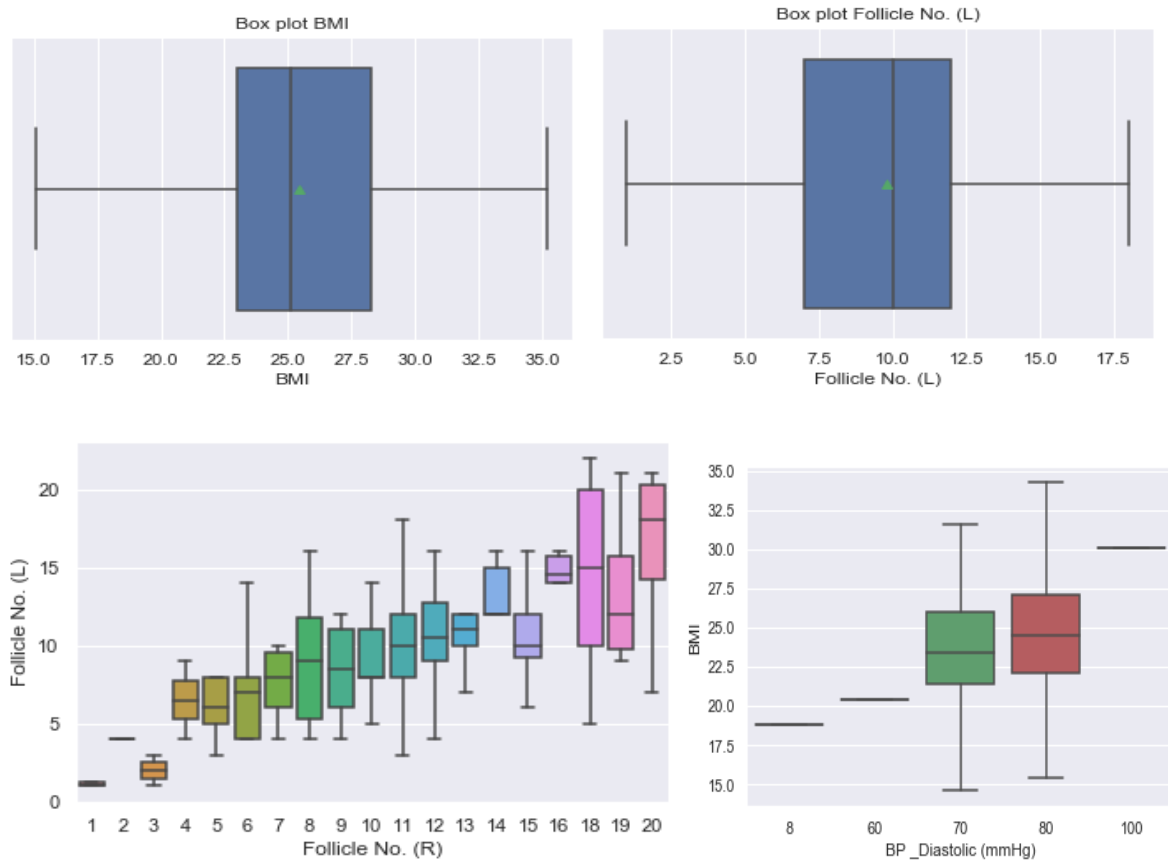 Box plot BMI
15.0 17.5 20.0 22.5 25.0 27.5 30.0 32.5 35.0
BMI
Box plot Follicle No. (L)
2.5 5.0 7.5 10.0 12.5 15.0 17.5
Follicle No. (L)
Follicle No. (L)
20
15
10
5
0
1 2 3 4 5 6 7 8 9 10 11 12 13 14 15 16 18 19 20
Follicle No. (R)
BMI
35.0
32.5
30.0
27.5
25.0
22.5
20.0
17.5
15.0
8 60 70 80 100
BP _Diastolic (mmHg)